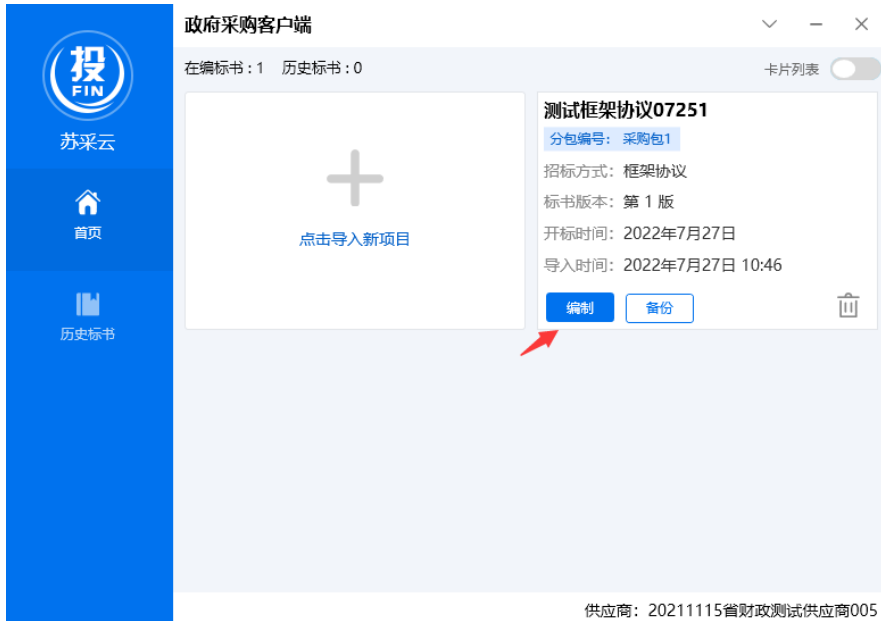 政府采购客户端
投
FIN
苏采云
首页
历史标书
在编标书：1 历史标书：0
卡片列表
点击导入新项目
测试框架协议07251
分包编号： 采购包1
招标方式：框架协议
标书版本：第 1 版
开标时间：2022年7月27日
导入时间：2022年7月27日 10:46
编制 备份
供应商：20211115省财政测试供应商005